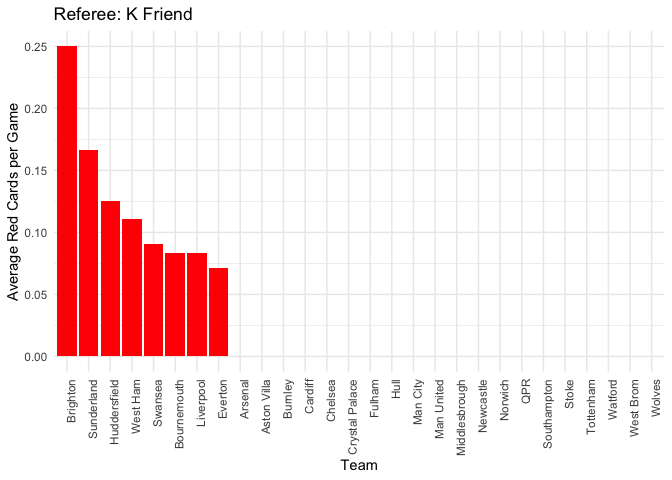 Referee: K Friend
Average Red Cards per Game
0.25
0.20
0.15
0.10
0.05
0.00
Brighton
Sunderland
Huddersfield
West Ham
Swansea
Bournemouth
Liverpool
Everton
Arsenal
Aston Villa
Burnley
Cardiff
Chelsea
Crystal Palace
Fulham
Hull
Man City
Man United
Middlesbrough
Newcastle
Norwich
QPR
Southampton
Stoke
Tottenham
Watford
West Brom
Wolves
Team